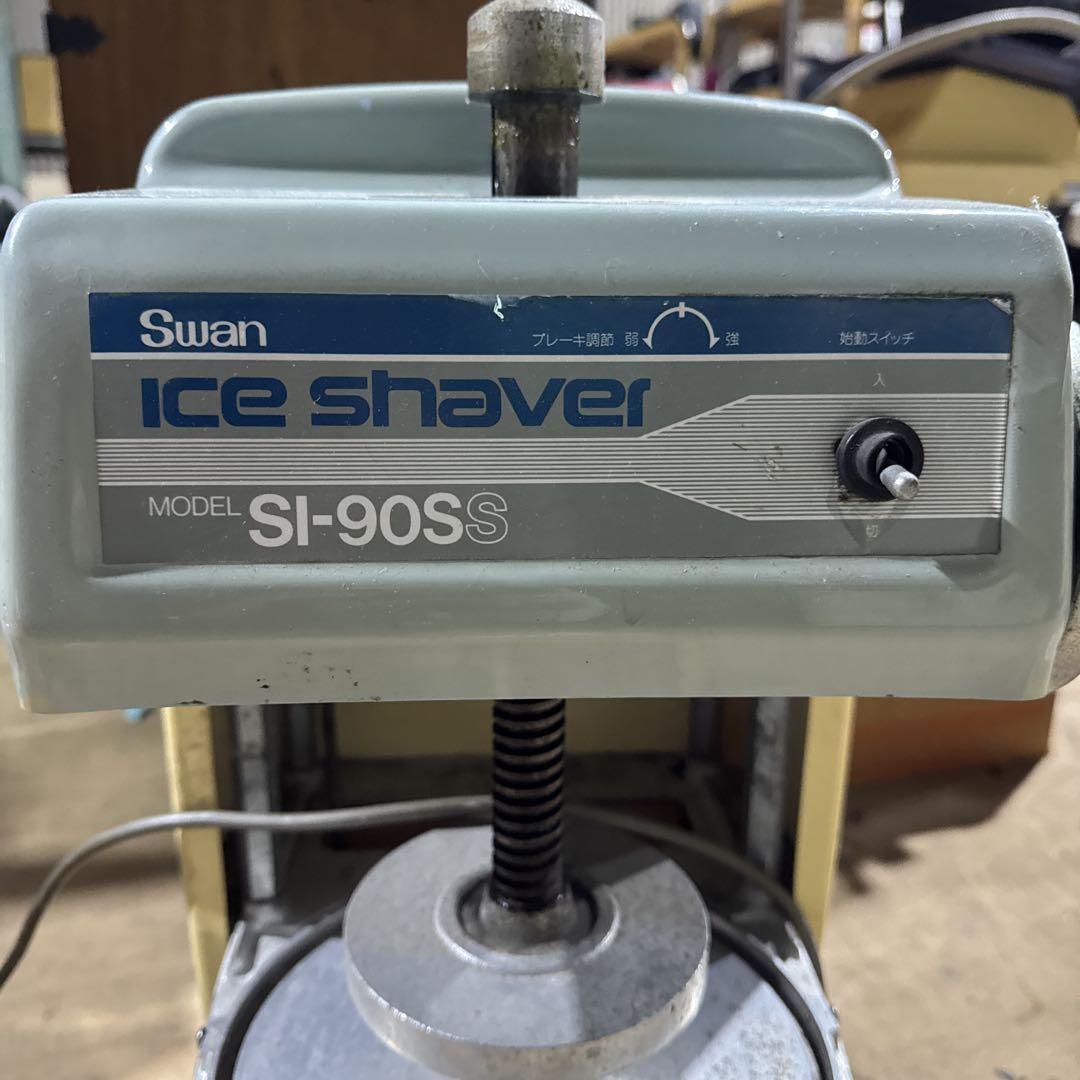 Swan
ブレーキ調節 弱 強
始動スイッチ
入
ice shaver
MODEL SI-90SS
切